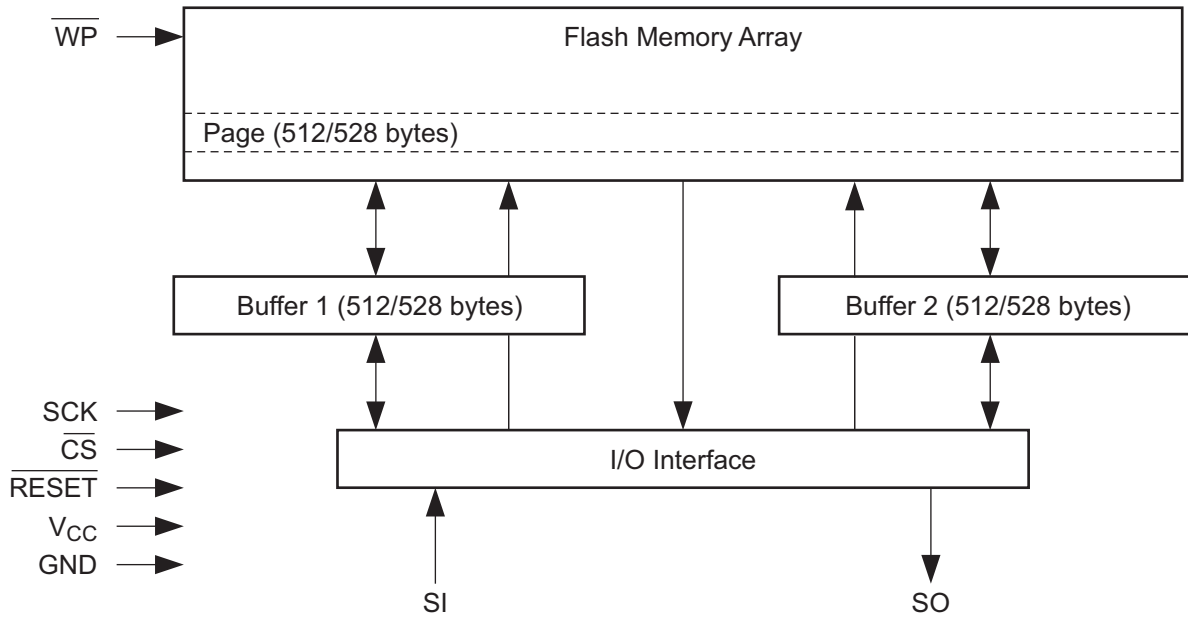 WP
Flash Memory Array
Page (512/528 bytes)
Buffer 1 (512/528 bytes)
Buffer 2 (512/528 bytes)
SCK
CS
RESET
VCC
GND
I/O Interface
SI
SO